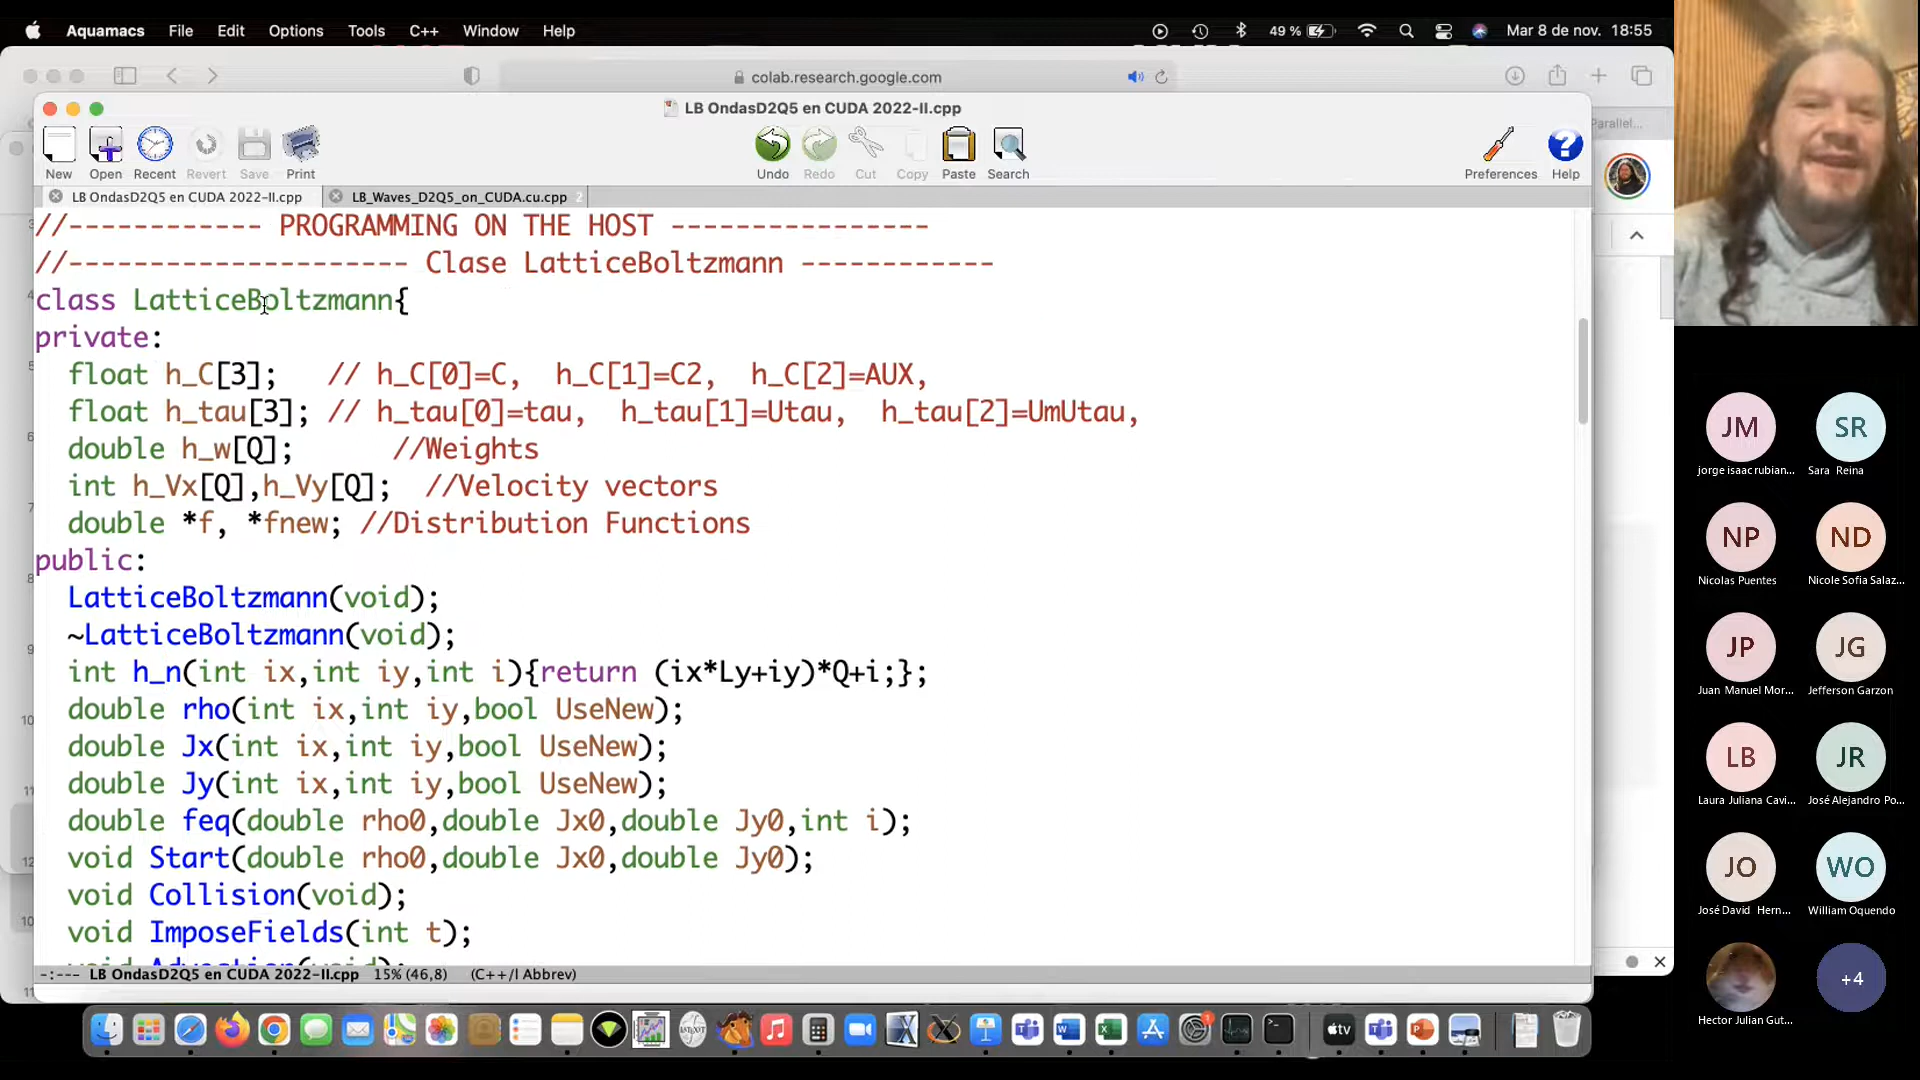 Aquamacs File Edit Options Tools C++ Window Help 49 % Mar 8 de nov. 18:55
colab.research.google.com
LB OndasD2Q5 en CUDA 2022-II.cpp
Parallel...
New Open Recent Revert Save Print Undo Redo Cut Copy Paste Search Preferences Help
LB OndasD2Q5 en CUDA 2022-II.cpp LB_Waves_D2Q5_on_CUDA.cu.cpp 2
//------------ PROGRAMMING ON THE HOST ----------------
//--------------------- Clase LatticeBoltzmann ------------
class LatticeBoltzmann{
private:
  float h_C[3];   // h_C[0]=C,  h_C[1]=C2,  h_C[2]=AUX,
  float h_tau[3]; // h_tau[0]=tau,  h_tau[1]=Utau,  h_tau[2]=UmUtau,
  double h_w[Q];      //Weights
  int h_Vx[Q],h_Vy[Q];  //Velocity vectors
  double *f, *fnew; //Distribution Functions
public:
  LatticeBoltzmann(void);
  ~LatticeBoltzmann(void);
  int h_n(int ix,int iy,int i){return (ix*Ly+iy)*Q+i;};
  double rho(int ix,int iy,bool UseNew);
  double Jx(int ix,int iy,bool UseNew);
  double Jy(int ix,int iy,bool UseNew);
  double feq(double rho0,double Jx0,double Jy0,int i);
  void Start(double rho0,double Jx0,double Jy0);
  void Collision(void);
  void ImposeFields(int t);
  void Advection(void);
-:--- LB OndasD2Q5 en CUDA 2022-II.cpp 15% (46,8) (C++/l Abbrev)
tv
JM SR
jorge isaac rubian... Sara Reina
NP ND
Nicolas Puentes Nicole Sofia Salaz...
JP JG
Juan Manuel Mor... Jefferson Garzon
LB JR
Laura Juliana Cavi... José Alejandro Po...
JO WO
José David Hern... William Oquendo
+4
Hector Julian Gut...